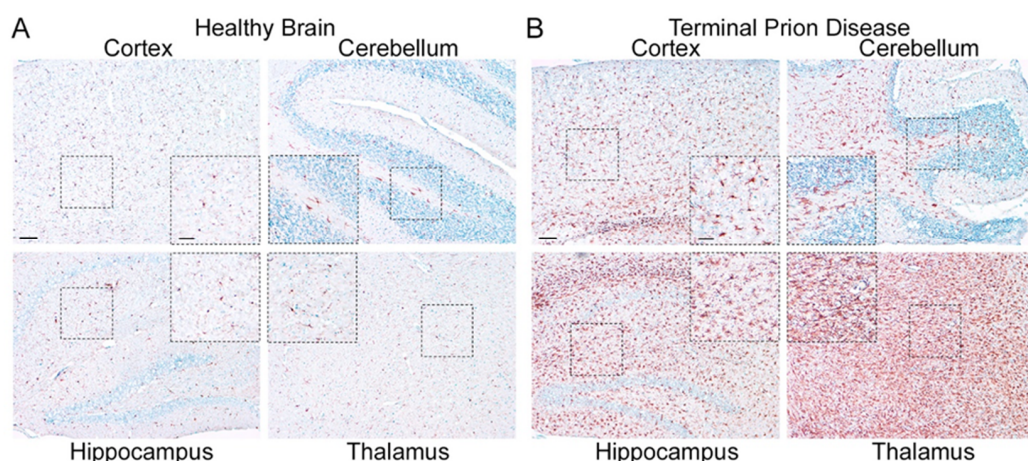 A Healthy Brain B Terminal Prion Disease
Cortex Cerebellum Cortex Cerebellum
Hippocampus Thalamus Hippocampus Thalamus